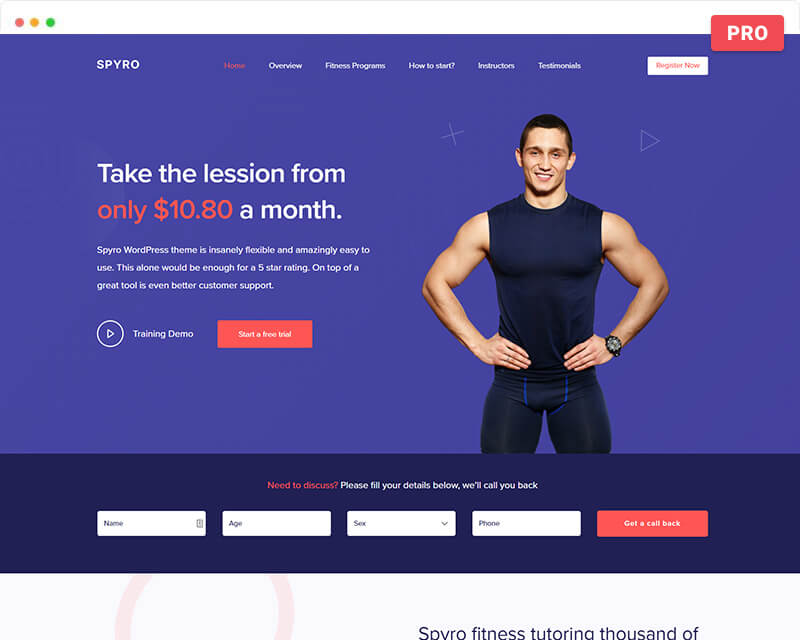 PRO
SPYRO
Home
Overview
Fitness Programs
How to start?
Instructors
Testimonials
Register Now
Take the lession from
only $10.80 a month.
Spyro WordPress theme is insanely flexible and amazingly easy to
use. This alone would be enough for a 5 star rating. On top of a
great tool is even better customer support.
Training Demo
Start a free trial
Need to discuss? Please fill your details below, we'll call you back
Name
Age
Sex
Phone
Get a call back
Spyro fitness tutoring thousand of